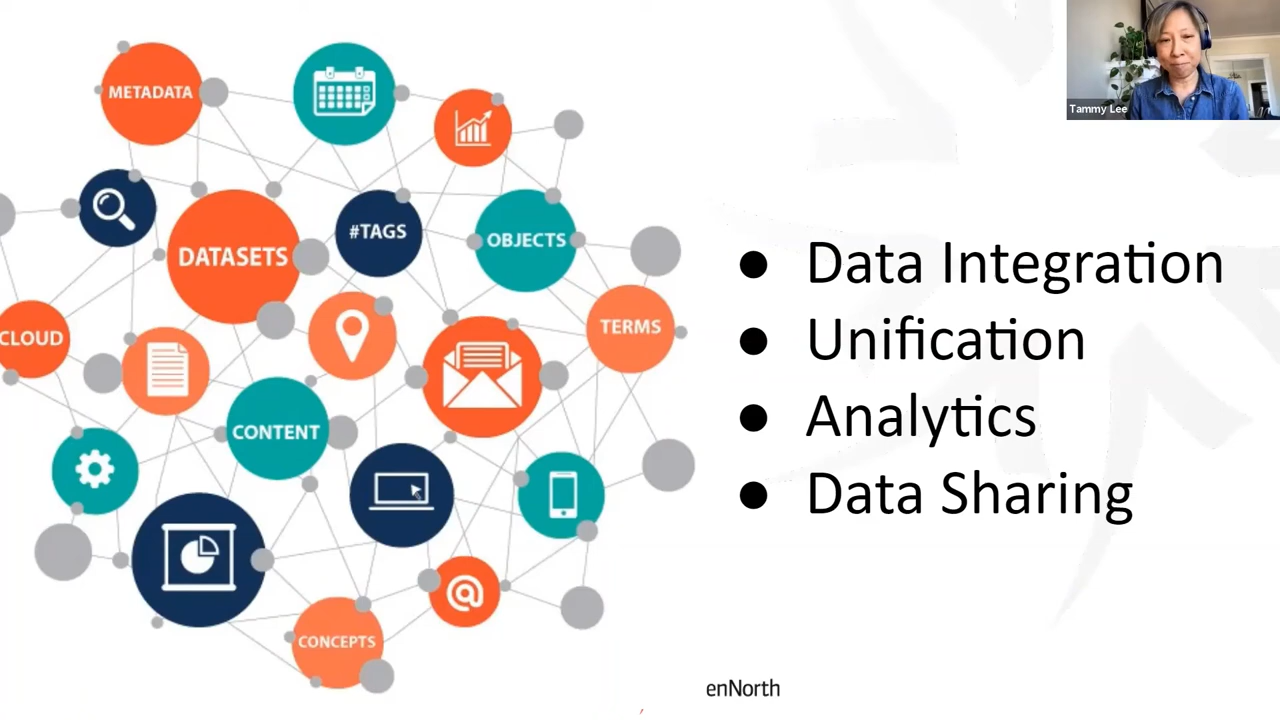 Tammy Lee
METADATA
DATASETS
#TAGS
OBJECTS
CLOUD
TERMS
CONTENT
CONCEPTS
@
● Data Integration
● Unification
● Analytics
● Data Sharing
enNorth